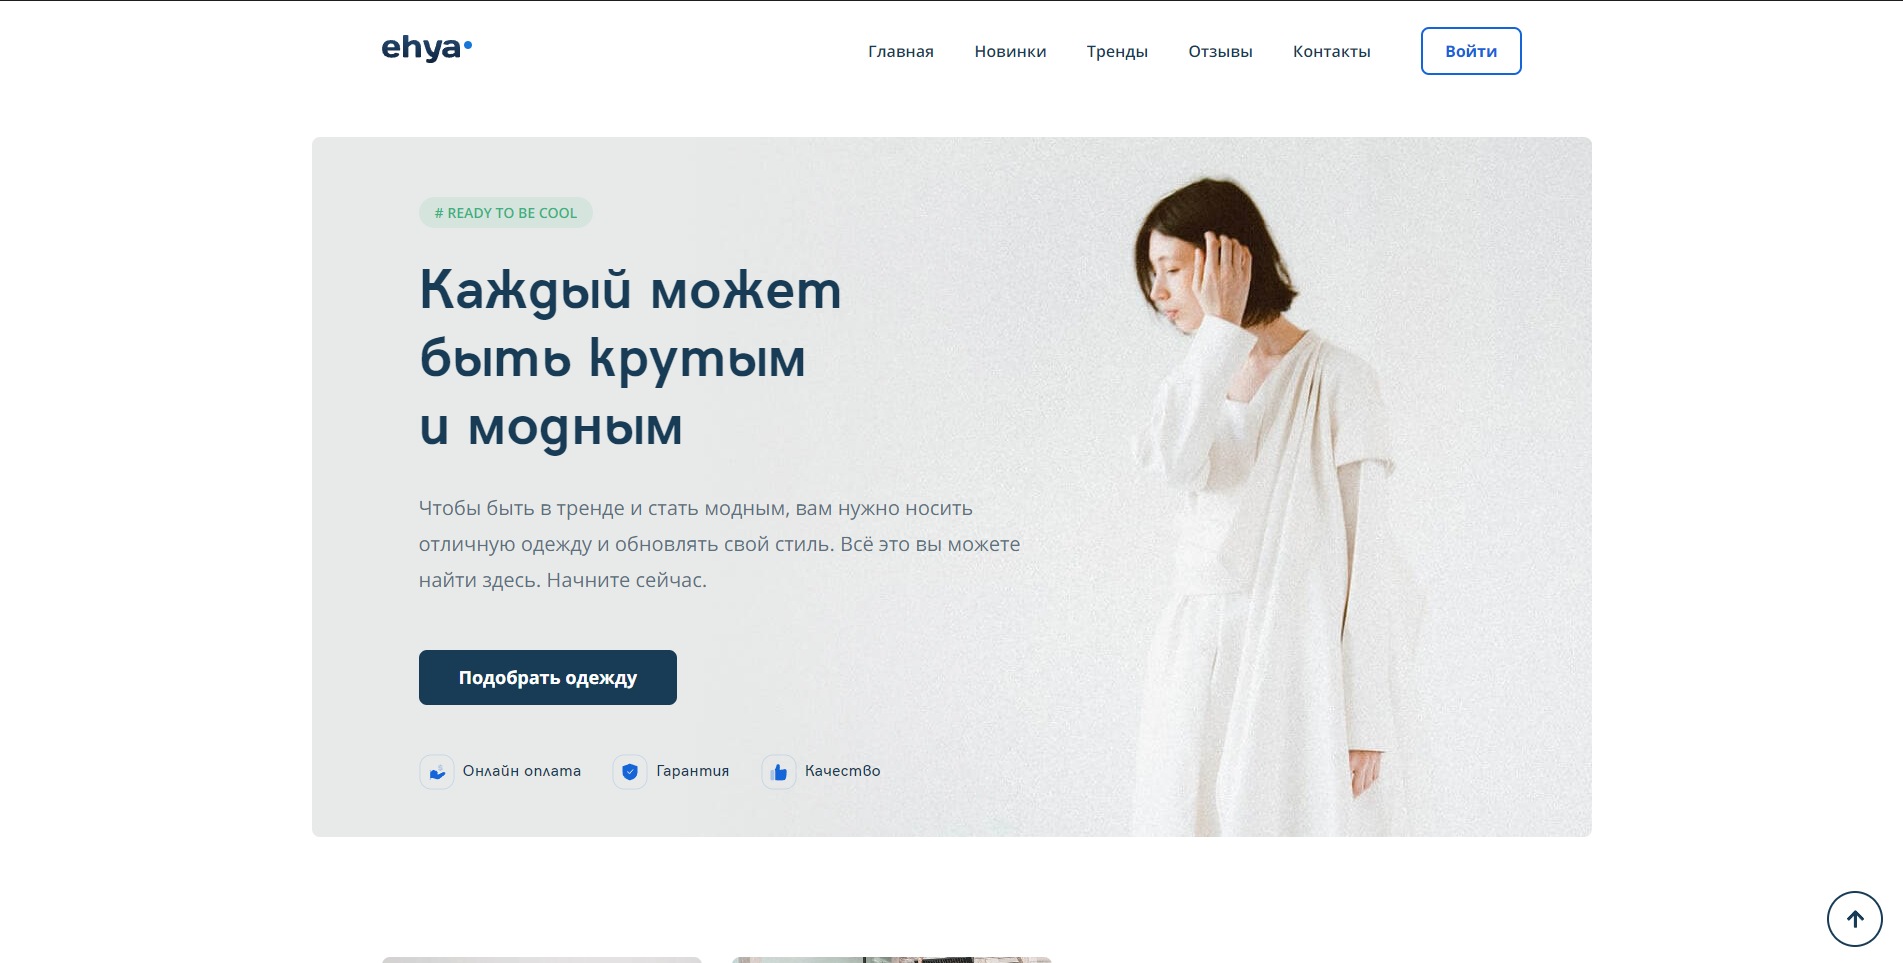 ehya
Главная Новинки Тренды Отзывы Контакты Войти
# READY TO BE COOL
Каждый может
быть крутым
и модным
Чтобы быть в тренде и стать модным, вам нужно носить
отличную одежду и обновлять свой стиль. Всё это вы можете
найти здесь. Начните сейчас.
Подобрать одежду
Онлайн оплата Гарантия Качество